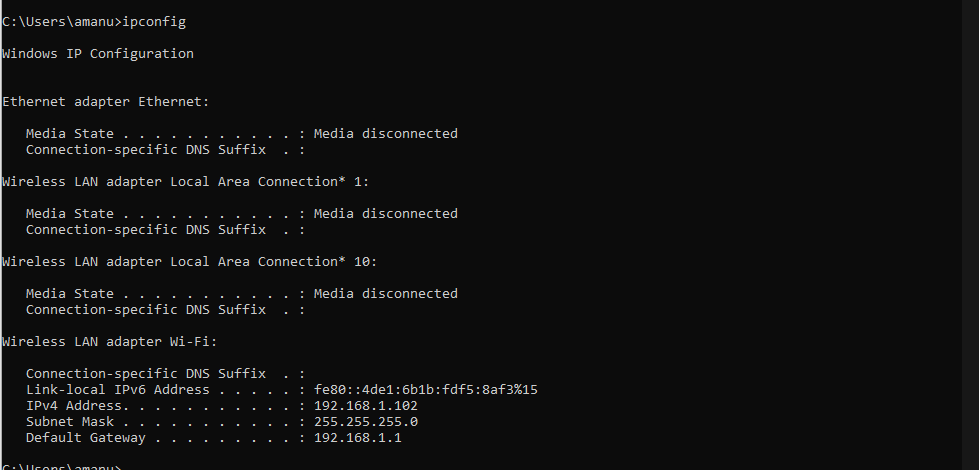 C:\Users\amanu>ipconfig
Windows IP Configuration
Ethernet adapter Ethernet:
Media State . . . . . . . . . . . : Media disconnected
Connection-specific DNS Suffix  . :
Wireless LAN adapter Local Area Connection* 1:
Media State . . . . . . . . . . . : Media disconnected
Connection-specific DNS Suffix  . :
Wireless LAN adapter Local Area Connection* 10:
Media State . . . . . . . . . . . : Media disconnected
Connection-specific DNS Suffix  . :
Wireless LAN adapter Wi-Fi:
Connection-specific DNS Suffix  . :
Link-local IPv6 Address . . . . . : fe80::4de1:6b1b:fdf5:8af3%15
IPv4 Address. . . . . . . . . . . : 192.168.1.102
Subnet Mask . . . . . . . . . . . : 255.255.255.0
Default Gateway . . . . . . . . . : 192.168.1.1
C:\Users\amanu>